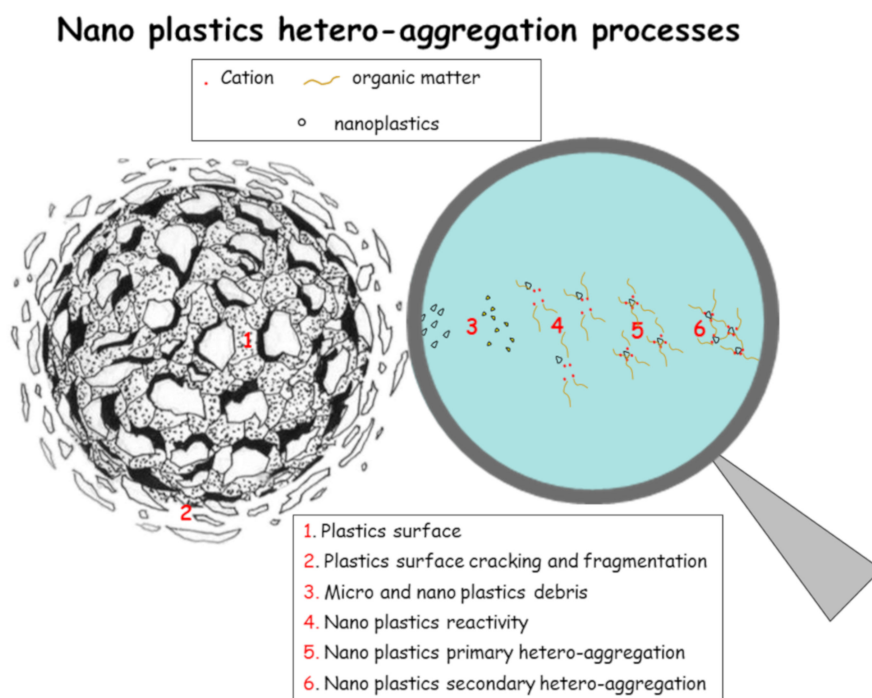 Nano plastics hetero-aggregation processes
Cation organic matter
nanoplastics
1
2
3
4
5
6
1. Plastics surface
2. Plastics surface cracking and fragmentation
3. Micro and nano plastics debris
4. Nano plastics reactivity
5. Nano plastics primary hetero-aggregation
6. Nano plastics secondary hetero-aggregation